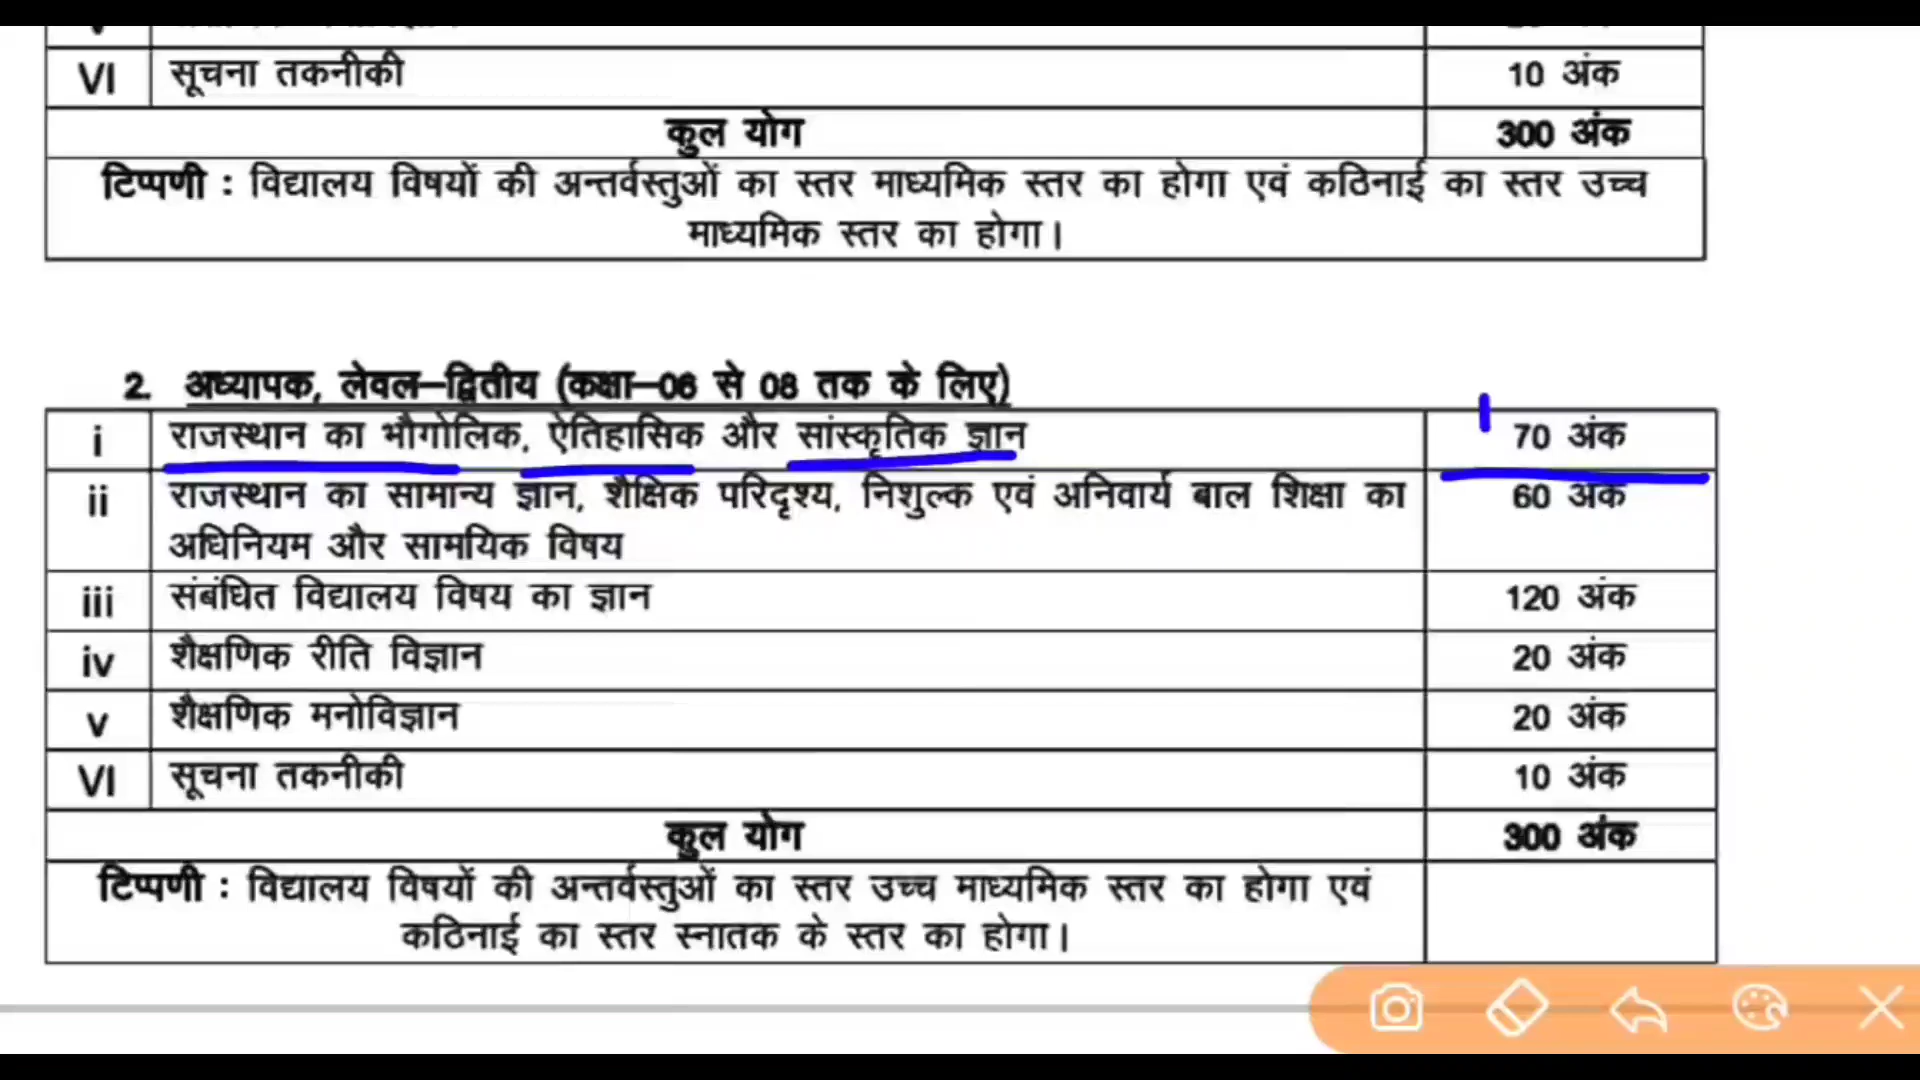 VI सूचना तकनीकी 10 अंक
कुल योग 300 अंक
टिप्पणी : विद्यालय विषयों की अन्तर्वस्तुओं का स्तर माध्यमिक स्तर का होगा एवं कठिनाई का स्तर उच्च
माध्यमिक स्तर का होगा।
2. अध्यापक, लेवल–द्वितीय (कक्षा–06 से 08 तक के लिए)
i राजस्थान का भौगोलिक, ऐतिहासिक और सांस्कृतिक ज्ञान 70 अंक
ii राजस्थान का सामान्य ज्ञान, शैक्षिक परिदृश्य, निशुल्क एवं अनिवार्य बाल शिक्षा का 60 अंक
अधिनियम और सामयिक विषय
iii संबंधित विद्यालय विषय का ज्ञान 120 अंक
iv शैक्षणिक रीति विज्ञान 20 अंक
v शैक्षणिक मनोविज्ञान 20 अंक
VI सूचना तकनीकी 10 अंक
कुल योग 300 अंक
टिप्पणी : विद्यालय विषयों की अन्तर्वस्तुओं का स्तर उच्च माध्यमिक स्तर का होगा एवं
कठिनाई का स्तर स्नातक के स्तर का होगा।